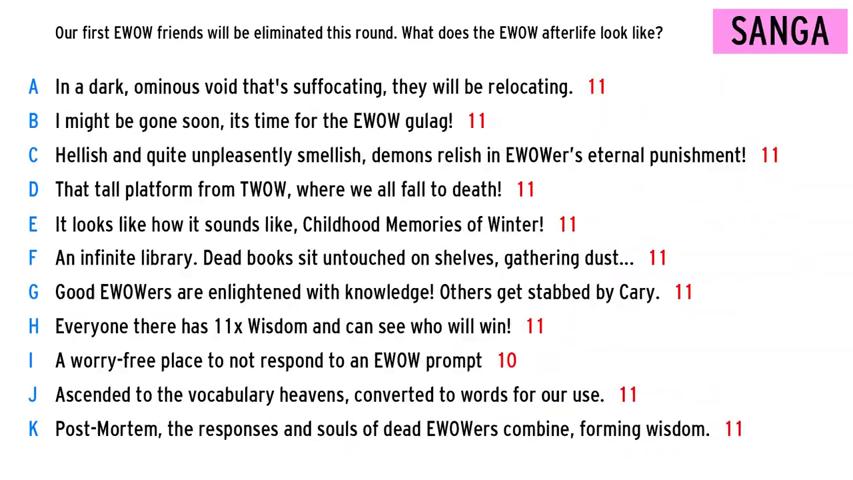 Our first EWOW friends will be eliminated this round. What does the EWOW afterlife look like?
SANGA
A In a dark, ominous void that's suffocating, they will be relocating. 11
B I might be gone soon, its time for the EWOW gulag! 11
C Hellish and quite unpleasently smellish, demons relish in EWOWer's eternal punishment! 11
D That tall platform from TWOW, where we all fall to death! 11
E It looks like how it sounds like, Childhood Memories of Winter! 11
F An infinite library. Dead books sit untouched on shelves, gathering dust... 11
G Good EWOWers are enlightened with knowledge! Others get stabbed by Cary. 11
H Everyone there has 11x Wisdom and can see who will win! 11
I A worry-free place to not respond to an EWOW prompt 10
J Ascended to the vocabulary heavens, converted to words for our use. 11
K Post-Mortem, the responses and souls of dead EWOWers combine, forming wisdom. 11